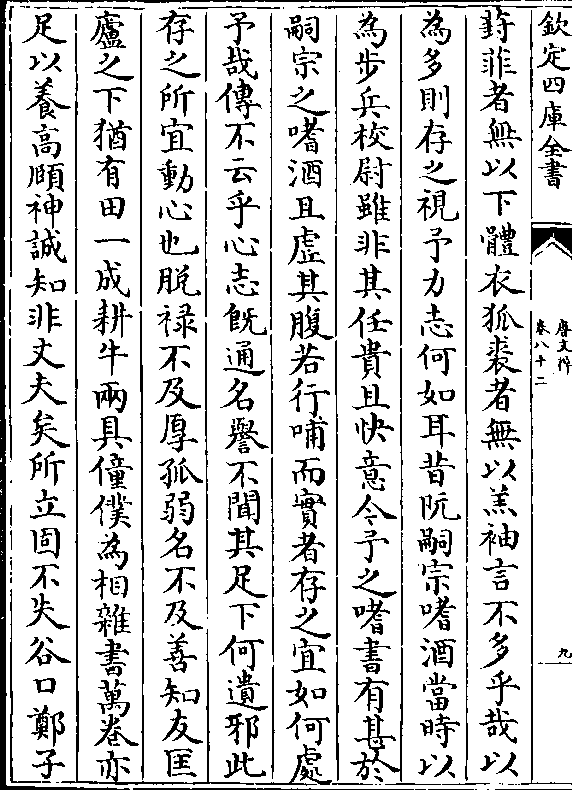 欽定四庫全書
唐文粹
卷八十二
九
葑菲者無以下體衣狐裘者無以羔袖言不多乎哉以
為多則存之視予力志何如耳昔阮嗣宗嗜酒當時以
為步兵校尉雖非其任貴且快意今予之嗜書有甚於
嗣宗之嗜酒且虛其腹若行哺而實者存之宜如何處
予哉傳不云乎心志既通名譽不聞其足下何遺邪此
存之所宜動心也脫祿不及厚孤弱名不及善知友匡
廬之下猶有田一成耕牛兩具僮僕為相雜書萬卷亦
足以養高頤神誠知非丈夫矣所立固不失谷口鄭子